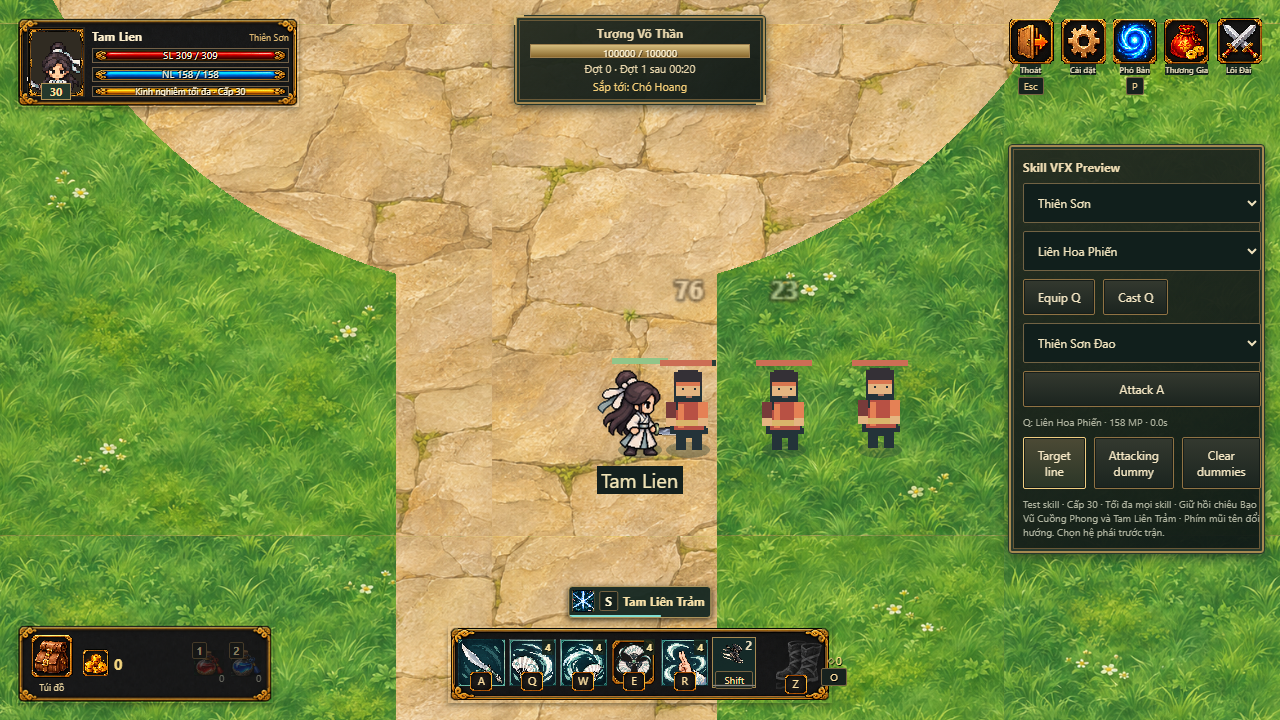 Tam Lien
Thiên Sơn
SL 309 / 309
NL 158 / 158
30
Kinh nghiệm tối đa · Cấp 30
Tượng Võ Thần
100000 / 100000
Đợt 0 · Đợt 1 sau 00:20
Sắp tới: Chó Hoang
Thoát
Cài đặt
Phó Bản
Thương Gia
Lôi Đài
Esc
P
Skill VFX Preview
Thiên Sơn
Liên Hoa Phiến
Equip Q
Cast Q
Thiên Sơn Đao
Attack A
Q: Liên Hoa Phiến · 158 MP · 0.0s
Target line
Attacking dummy
Clear dummies
Test skill · Cấp 30 · Tối đa mọi skill · Giữ hồi chiêu Bạo
Vũ Cuồng Phong và Tam Liên Trảm · Phím mũi tên đổi
hướng. Chọn hệ phái trước trận.
76
23
Tam Lien
S Tam Liên Trảm
Túi đồ
0
1
0
2
0
A
4
Q
4
W
4
E
4
R
2
Shift
Z
0
O